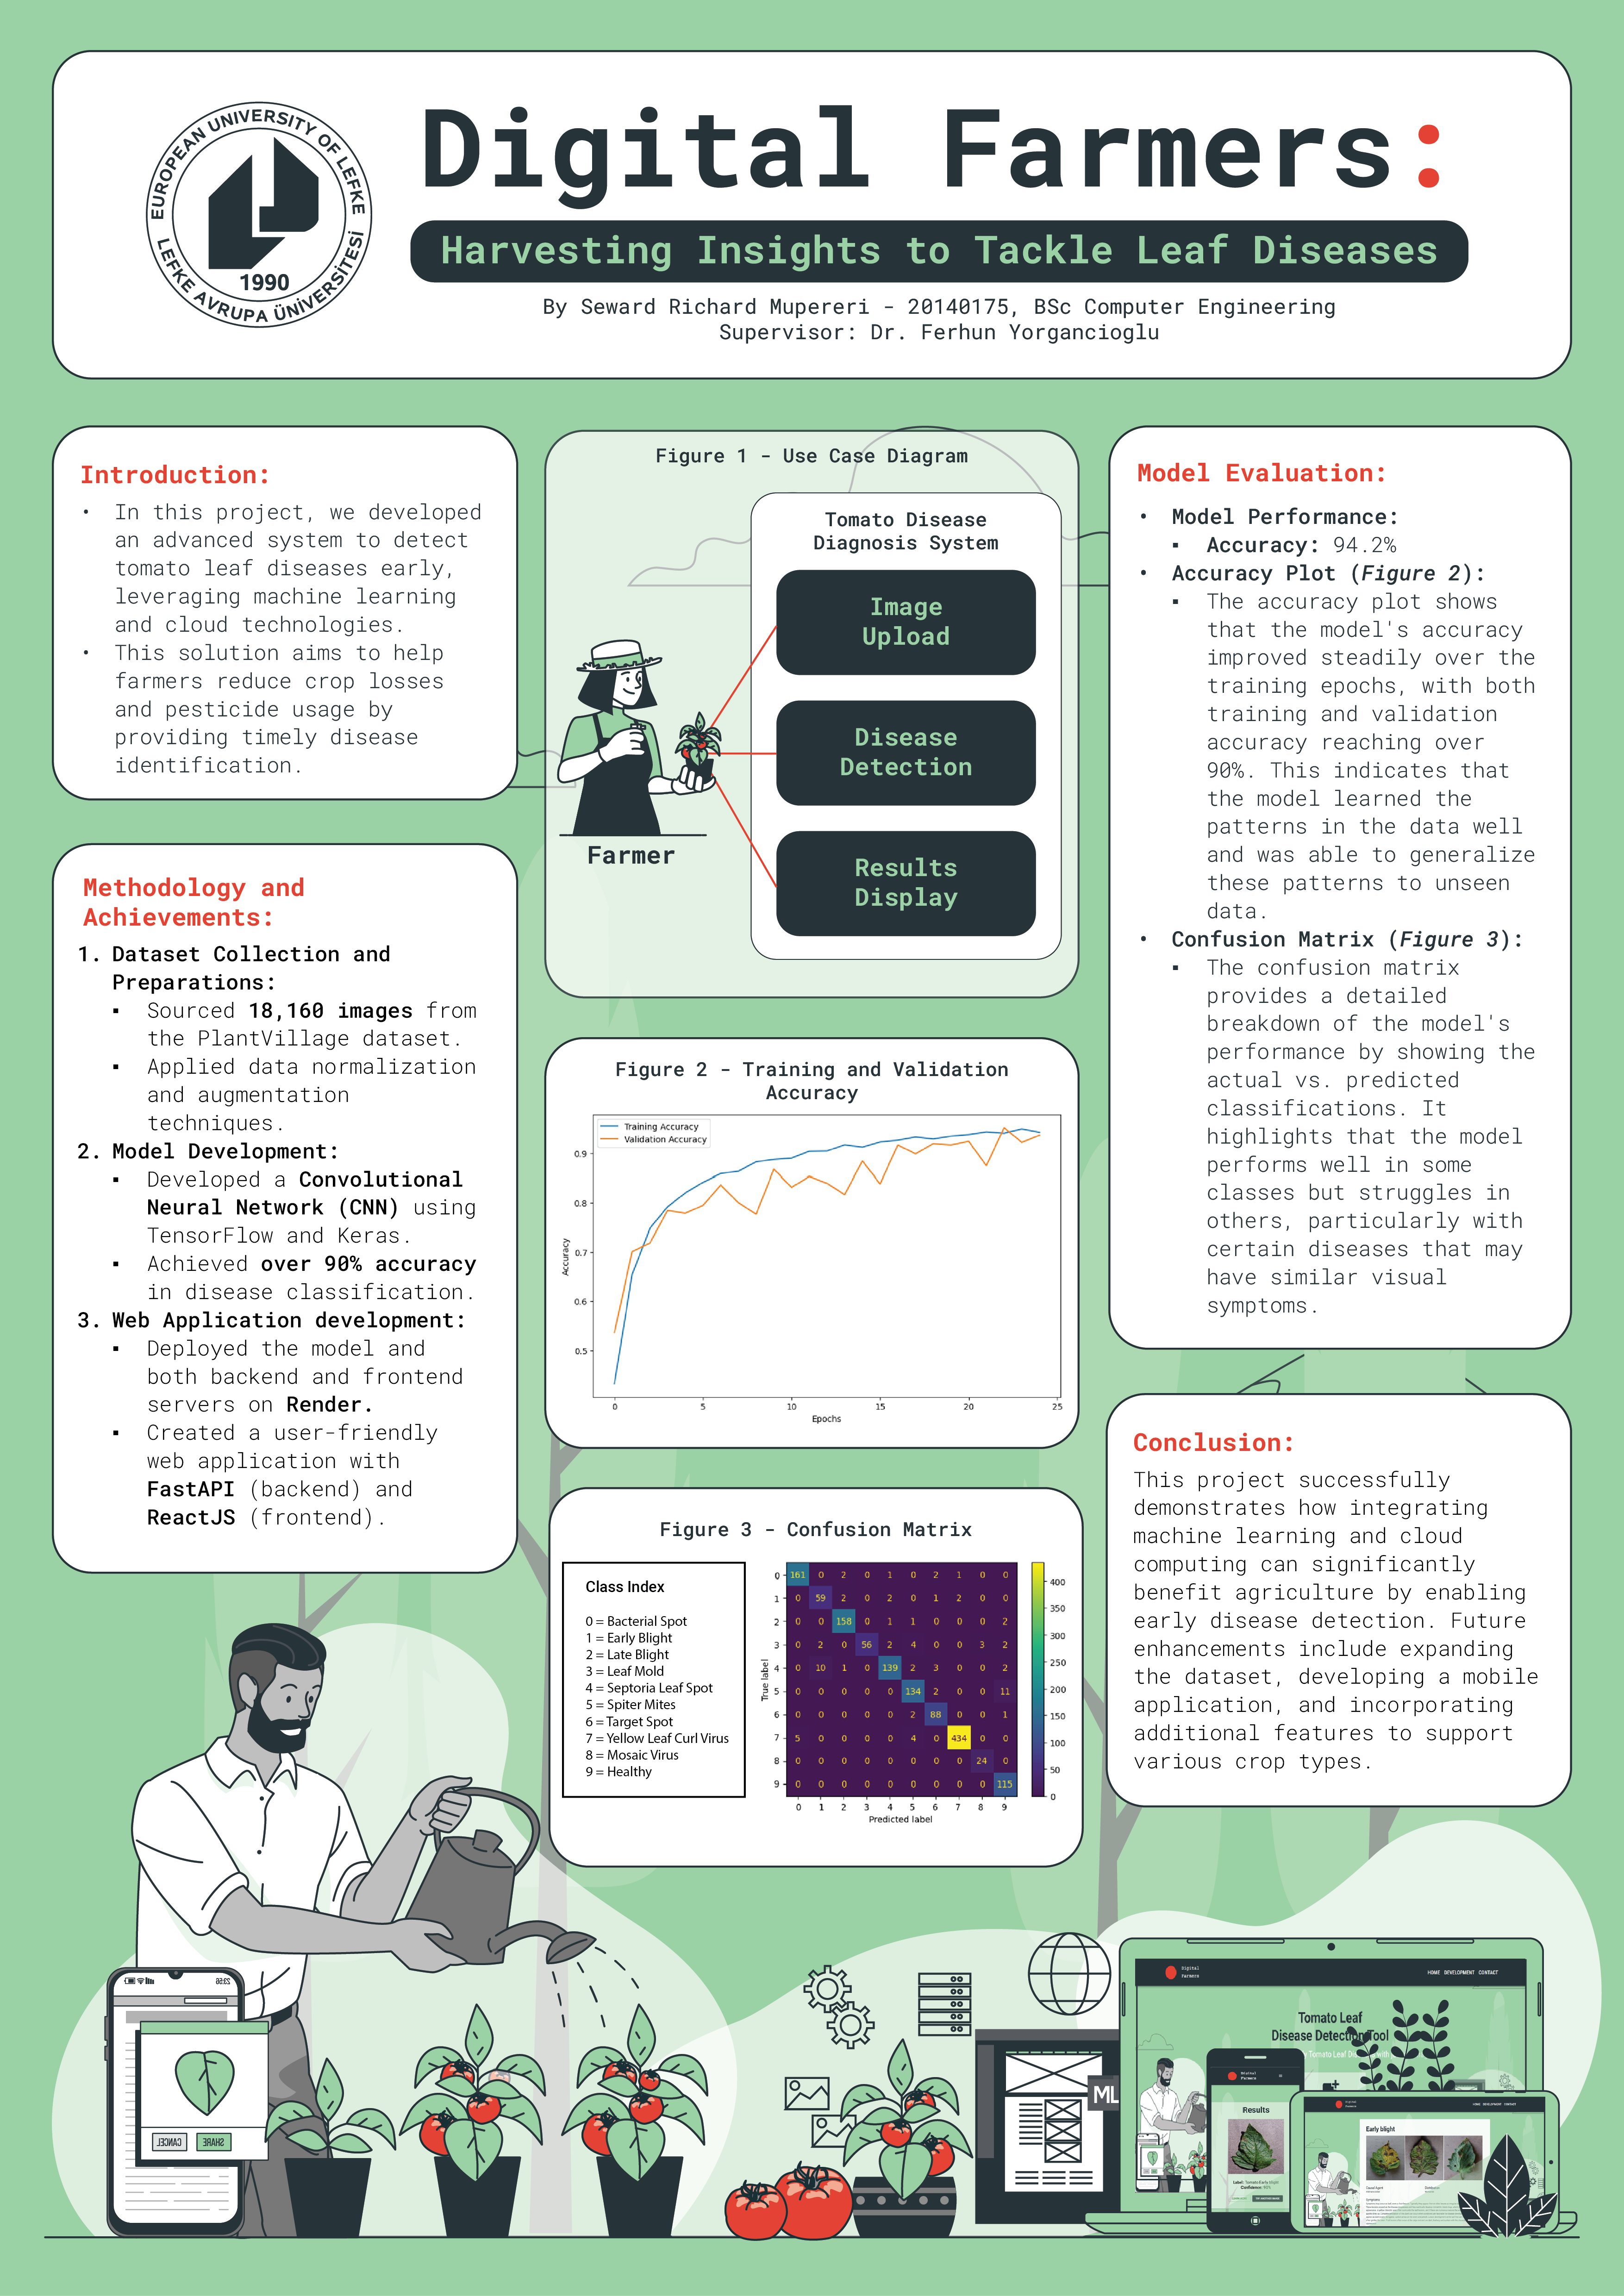 EUROPEAN UNIVERSITY OF LEFKE
1990
LEFKE AVRUPA ÜNİVERSİTESİ
Digital Farmers:
Harvesting Insights to Tackle Leaf Diseases
By Seward Richard Mupereri - 20140175, BSc Computer Engineering
Supervisor: Dr. Ferhun Yorgancioglu
Introduction:
• In this project, we developed
an advanced system to detect
tomato leaf diseases early,
leveraging machine learning
and cloud technologies.
• This solution aims to help
farmers reduce crop losses
and pesticide usage by
providing timely disease
identification.
Methodology and
Achievements:
1. Dataset Collection and
Preparations:
▪ Sourced 18,160 images from
the PlantVillage dataset.
▪ Applied data normalization
and augmentation
techniques.
2. Model Development:
▪ Developed a Convolutional
Neural Network (CNN) using
TensorFlow and Keras.
▪ Achieved over 90% accuracy
in disease classification.
3. Web Application development:
▪ Deployed the model and
both backend and frontend
servers on Render.
▪ Created a user-friendly
web application with
FastAPI (backend) and
ReactJS (frontend).
Figure 1 - Use Case Diagram
Tomato Disease
Diagnosis System
Image
Upload
Disease
Detection
Results
Display
Farmer
Figure 2 - Training and Validation
Accuracy
Training Accuracy
Validation Accuracy
0.9
0.8
0.7
0.6
0.5
Accuracy
0 5 10 15 20 25
Epochs
Figure 3 - Confusion Matrix
Class Index
0 = Bacterial Spot
1 = Early Blight
2 = Late Blight
3 = Leaf Mold
4 = Septoria Leaf Spot
5 = Spiter Mites
6 = Target Spot
7 = Yellow Leaf Curl Virus
8 = Mosaic Virus
9 = Healthy
True label
0 161 0 2 0 1 0 2 1 0 0
1 0 59 2 0 2 0 1 2 0 0
2 0 0 158 0 1 1 0 0 0 2
3 0 2 0 56 2 4 0 0 3 2
4 0 10 1 0 139 2 3 0 0 2
5 0 0 0 0 0 134 2 0 0 11
6 0 0 0 0 0 2 88 0 0 1
7 5 0 0 0 0 4 0 434 0 0
8 0 0 0 0 0 0 0 0 24 0
9 0 0 0 0 0 0 0 0 0 115
0 1 2 3 4 5 6 7 8 9
Predicted label
400
350
300
250
200
150
100
50
0
Model Evaluation:
• Model Performance:
▪ Accuracy: 94.2%
• Accuracy Plot (Figure 2):
▪ The accuracy plot shows
that the model's accuracy
improved steadily over the
training epochs, with both
training and validation
accuracy reaching over
90%. This indicates that
the model learned the
patterns in the data well
and was able to generalize
these patterns to unseen
data.
• Confusion Matrix (Figure 3):
▪ The confusion matrix
provides a detailed
breakdown of the model's
performance by showing the
actual vs. predicted
classifications. It
highlights that the model
performs well in some
classes but struggles in
others, particularly with
certain diseases that may
have similar visual
symptoms.
Conclusion:
This project successfully
demonstrates how integrating
machine learning and cloud
computing can significantly
benefit agriculture by enabling
early disease detection. Future
enhancements include expanding
the dataset, developing a mobile
application, and incorporating
additional features to support
various crop types.
23:56
CANCEL
SHARE
ML
Digital
Farmers
HOME DEVELOPMENT CONTACT
Tomato Leaf
Disease Detection Tool
Tomato Leaf
Results
Early blight